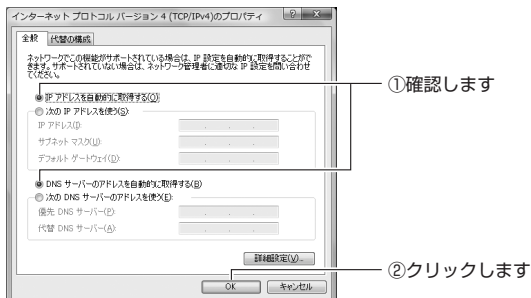 インターネット プロトコル バージョン 4 (TCP/IPv4)のプロパティ
全般 代替の構成
ネットワークでこの機能がサポートされている場合は、IP 設定を自動的に取得することがで
きます。サポートされていない場合は、ネットワーク管理者に適切な IP 設定を問い合わせ
てください。
IP アドレスを自動的に取得する(O)
①確認します
次の IP アドレスを使う(S):
IP アドレス(I):
サブネット マスク(U):
デフォルト ゲートウェイ(D):
DNS サーバーのアドレスを自動的に取得する(B)
次の DNS サーバーのアドレスを使う(E):
優先 DNS サーバー(P):
代替 DNS サーバー(A):
詳細設定(V)...
OK キャンセル
②クリックします